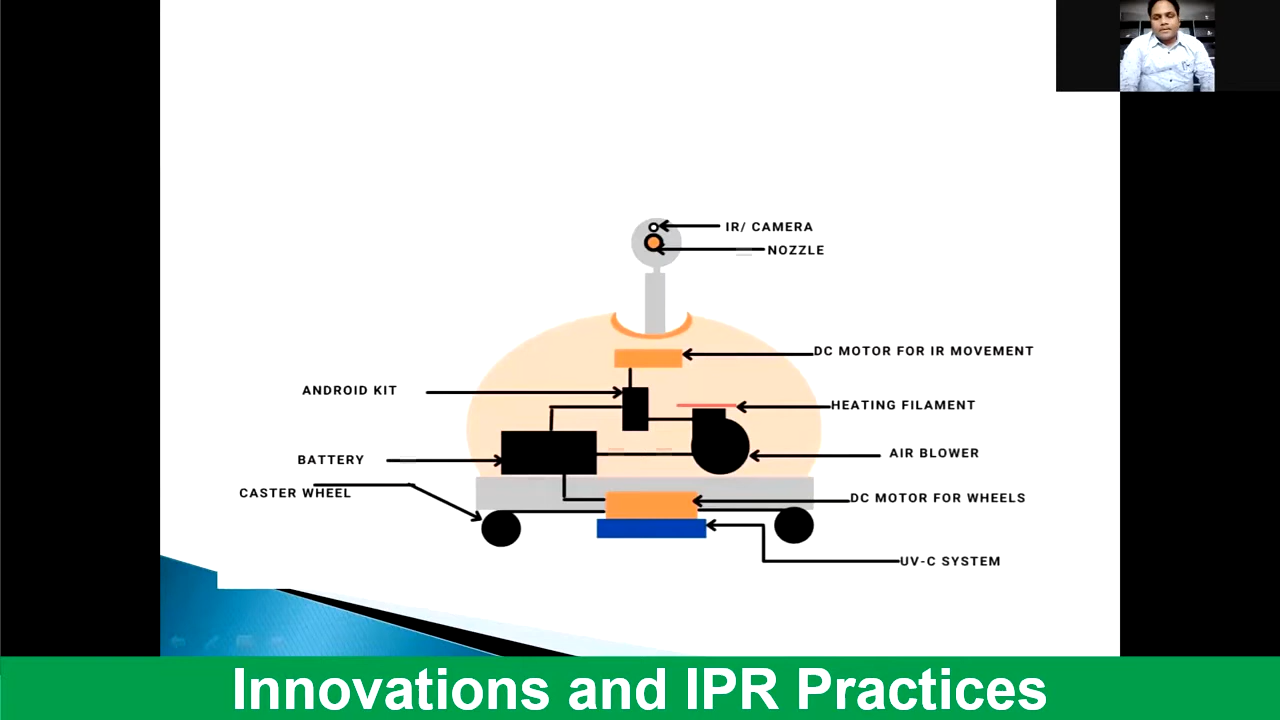 IR/ CAMERA
NOZZLE
DC MOTOR FOR IR MOVEMENT
ANDROID KIT
HEATING FILAMENT
AIR BLOWER
BATTERY
CASTER WHEEL
DC MOTOR FOR WHEELS
UV-C SYSTEM
Innovations and IPR Practices